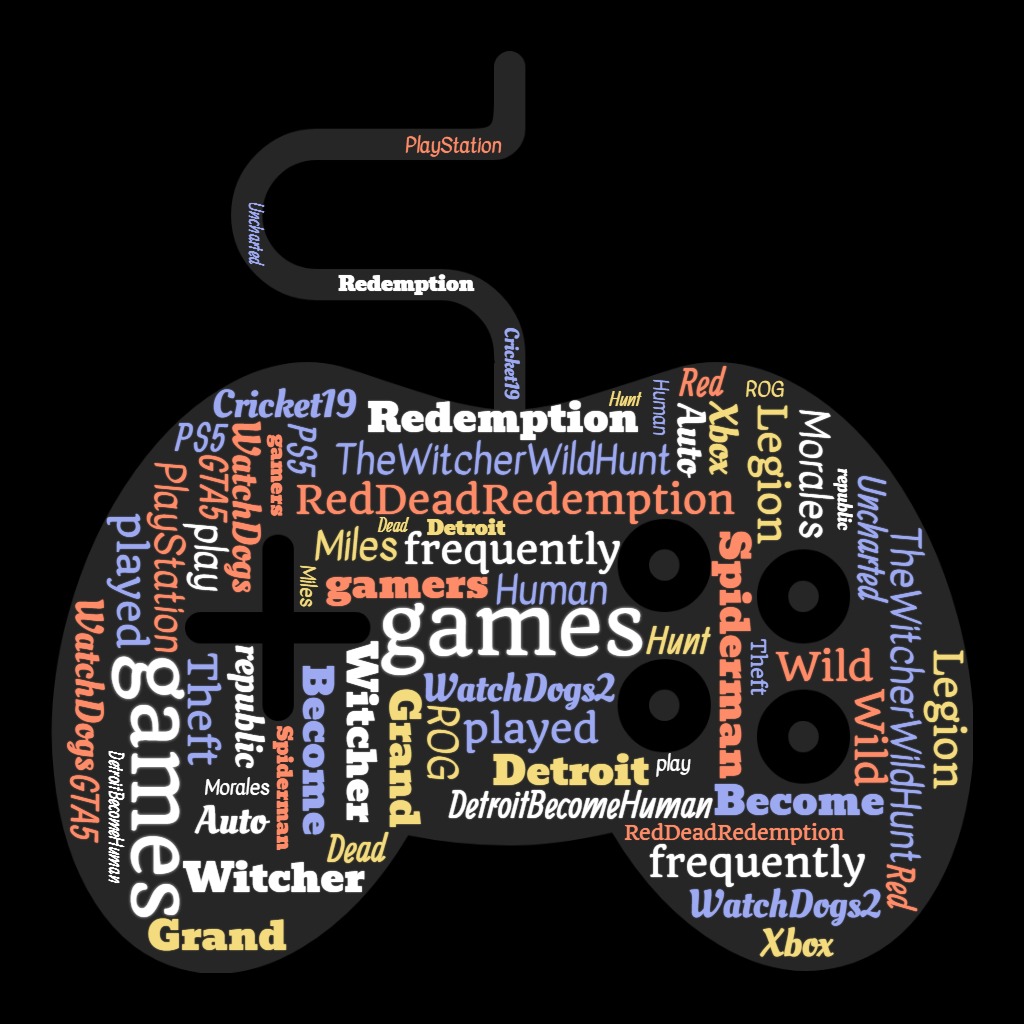 PlayStation
Uncharted
Redemption
Cricket19
Red
ROG
Human
Hunt
Cricket19
Redemption
Auto
Xbox
Legion
Morales
PS5
WatchDogs
gamers
PS5
TheWitcherWildHunt
republic
GTA5
PlayStation
RedDeadRedemption
Uncharted
played
play
Dead
Detroit
Miles
frequently
Spiderman
TheWitcherWildHunt
Miles
gamers
Human
WatchDogs
games
Hunt
Theft
Wild
Legion
games
Theft
republic
Become
Witcher
Grand
WatchDogs2
ROG
played
Wild
Spiderman
Detroit
play
GTA5
DetroitBecomeHuman
Morales
DetroitBecomeHuman
Become
Auto
RedDeadRedemption
Dead
frequently
Witcher
Red
WatchDogs2
Grand
Xbox